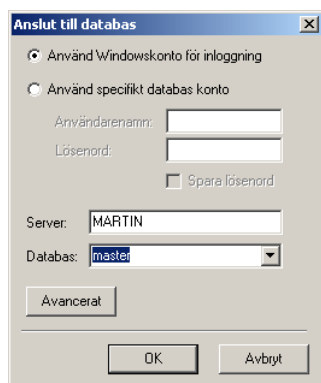 Anslut till databas
Använd Windowskonto för inloggning
Använd specifikt databas konto
Användarenamn:
Lösenord:
Spara lösenord
Server: MARTIN
Databas: master
Avancerat
OK Avbryt